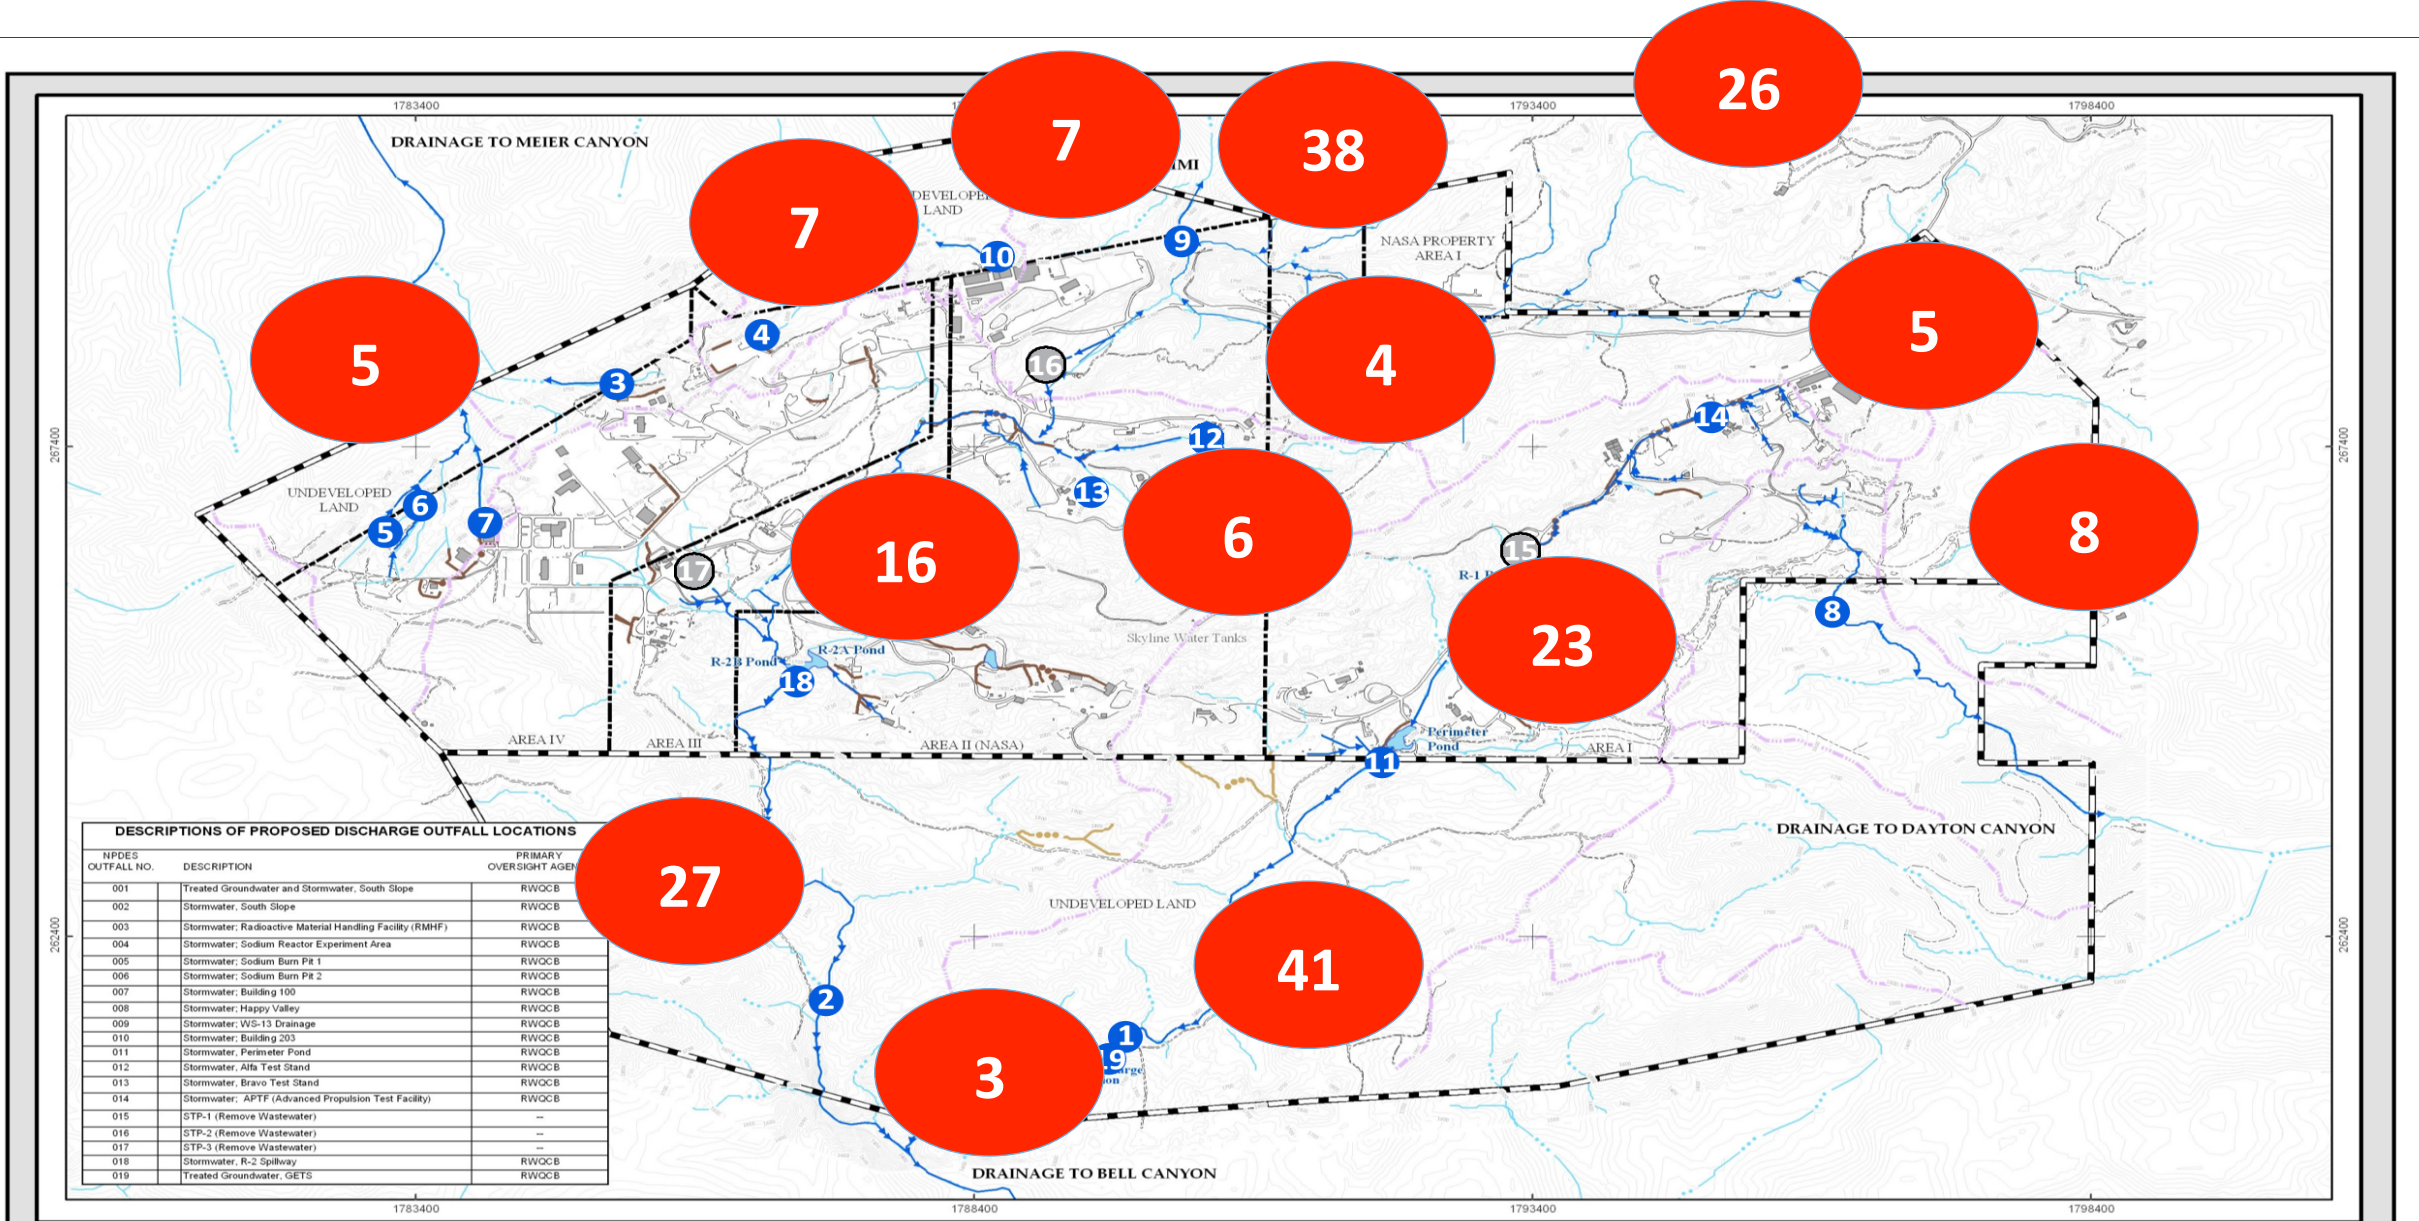 26
1783400
1793400
1798400
DRAINAGE TO MEIER CANYON
7
38
IMI
7
LAND
NASA PROPERTY
AREA I
9
10
5
4
5
4
3
16
267400
267400
14
12
UNDEVELOPED
LAND
13
6
5
7
8
6
16
15
17
8
23
Skyline Water Tanks
R-2A Pond
R-2B Pond
18
Perimeter
Pond
AREA IV
AREA III
AREA II (NASA)
AREA I
11
DRAINAGE TO DAYTON CANYON
27
UNDEVELOPED LAND
262400
262400
41
2
1
19
3
DESCRIPTIONS OF PROPOSED DISCHARGE OUTFALL LOCATIONS
NPDES
OUTFALL NO. DESCRIPTION PRIMARY
OVERSIGHT
001 Treated Groundwater and Stormwater, South Slope RWQCB
002 Stormwater, South Slope RWQCB
003 Stormwater; Radioactive Material Handling Facility (RMHF) RWQCB
004 Stormwater; Sodium Reactor Experiment Area RWQCB
005 Stormwater; Sodium Burn Pit 1 RWQCB
006 Stormwater; Sodium Burn Pit 2 RWQCB
007 Stormwater; Building 100 RWQCB
008 Stormwater; Happy Valley RWQCB
009 Stormwater; WS-13 Drainage RWQCB
010 Stormwater; Building 203 RWQCB
011 Stormwater, Perimeter Pond RWQCB
012 Stormwater, Alfa Test Stand RWQCB
013 Stormwater, Bravo Test Stand RWQCB
014 Stormwater; APTF (Advanced Propulsion Test Facility) RWQCB
015 STP-1 (Remove Wastewater) --
016 STP-2 (Remove Wastewater) --
017 STP-3 (Remove Wastewater) --
018 Stormwater, R-2 Spillway RWQCB
019 Treated Groundwater, GETS RWQCB
DRAINAGE TO BELL CANYON
1783400
1788400
1793400
1798400